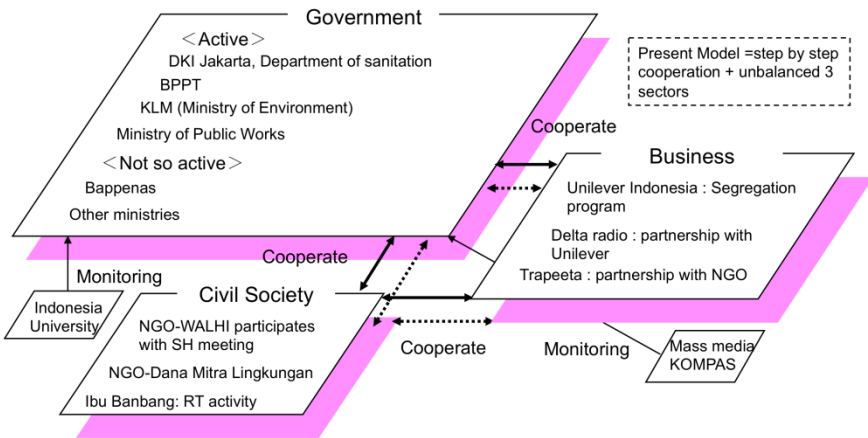 Government
＜Active＞
DKI Jakarta, Department of sanitation
BPPT
KLM (Ministry of Environment)
Ministry of Public Works
＜Not so active＞
Bappenas
Other ministries
Present Model =step by step
cooperation + unbalanced 3
sectors
Cooperate
Business
Unilever Indonesia : Segregation
program
Delta radio : partnership with
Unilever
Trapeeta : partnership with NGO
Cooperate
Monitoring
Indonesia
University
Civil Society
NGO-WALHI participates
with SH meeting
NGO-Dana Mitra Lingkungan
Ibu Banbang: RT activity
Cooperate
Monitoring
Mass media
KOMPAS